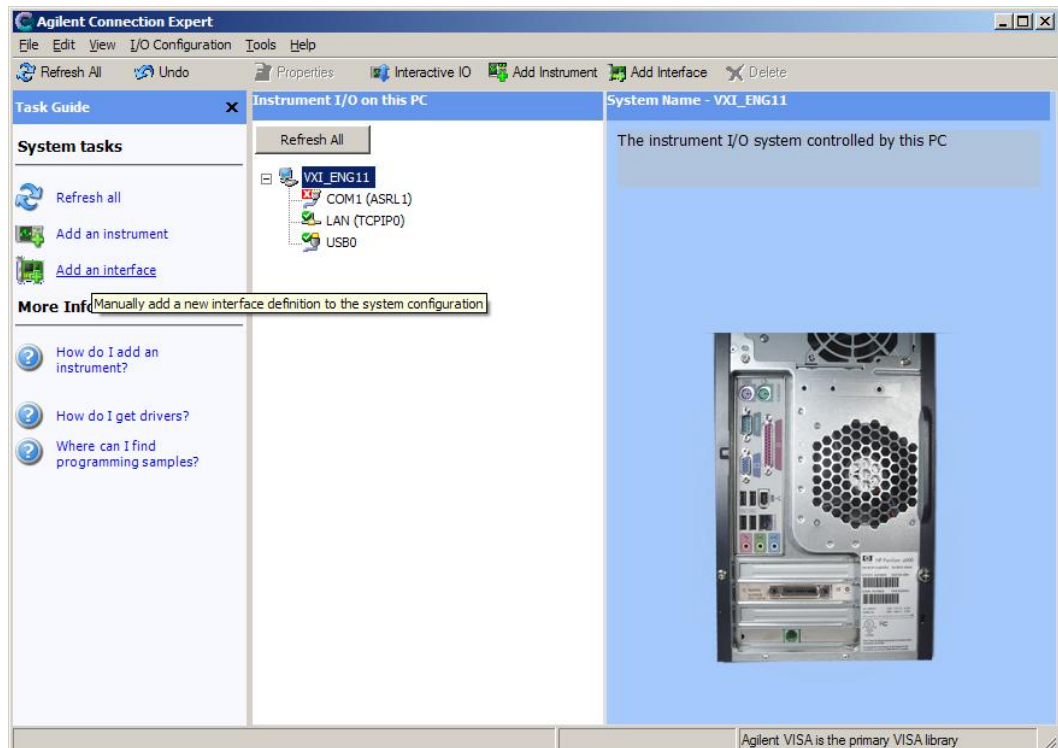 Agilent Connection Expert
File Edit View I/O Configuration Tools Help
Refresh All Undo Properties Interactive IO Add Instrument Add Interface Delete
Task Guide
System tasks
Refresh all
Add an instrument
Add an interface
Manually add a new interface definition to the system configuration
More Info
How do I add an
instrument?
How do I get drivers?
Where can I find
programming samples?
Instrument I/O on this PC
Refresh All
VXI_ENG11
COM1 (ASRL1)
LAN (TCPIP0)
USB0
System Name - VXI_ENG11
The instrument I/O system controlled by this PC
Agilent VISA is the primary VISA library